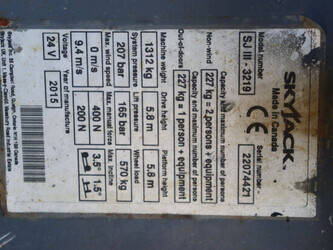 SKYJACK
Made in Canada
Model number
SJ III - 3219
CE
Serial number
22074421
Capacity and maximum number of persons
Non-wind
227 kg = 2 persons + equipment
Capacity and maximum number of persons
Out-of-doors
227 kg = 1 person + equipment
Machine weight Drive height Platform height
1312 kg 5.8 m 5.8 m
System pressure Lift pressure Wheel load
207 bar 165 bar 570 kg
Max. wind speed Max. manual force Max. incline
0 m/s 400 N 3.5° 1.5°
9.4 m/s 200 N
Voltage Year of manufacture
24 V 2015